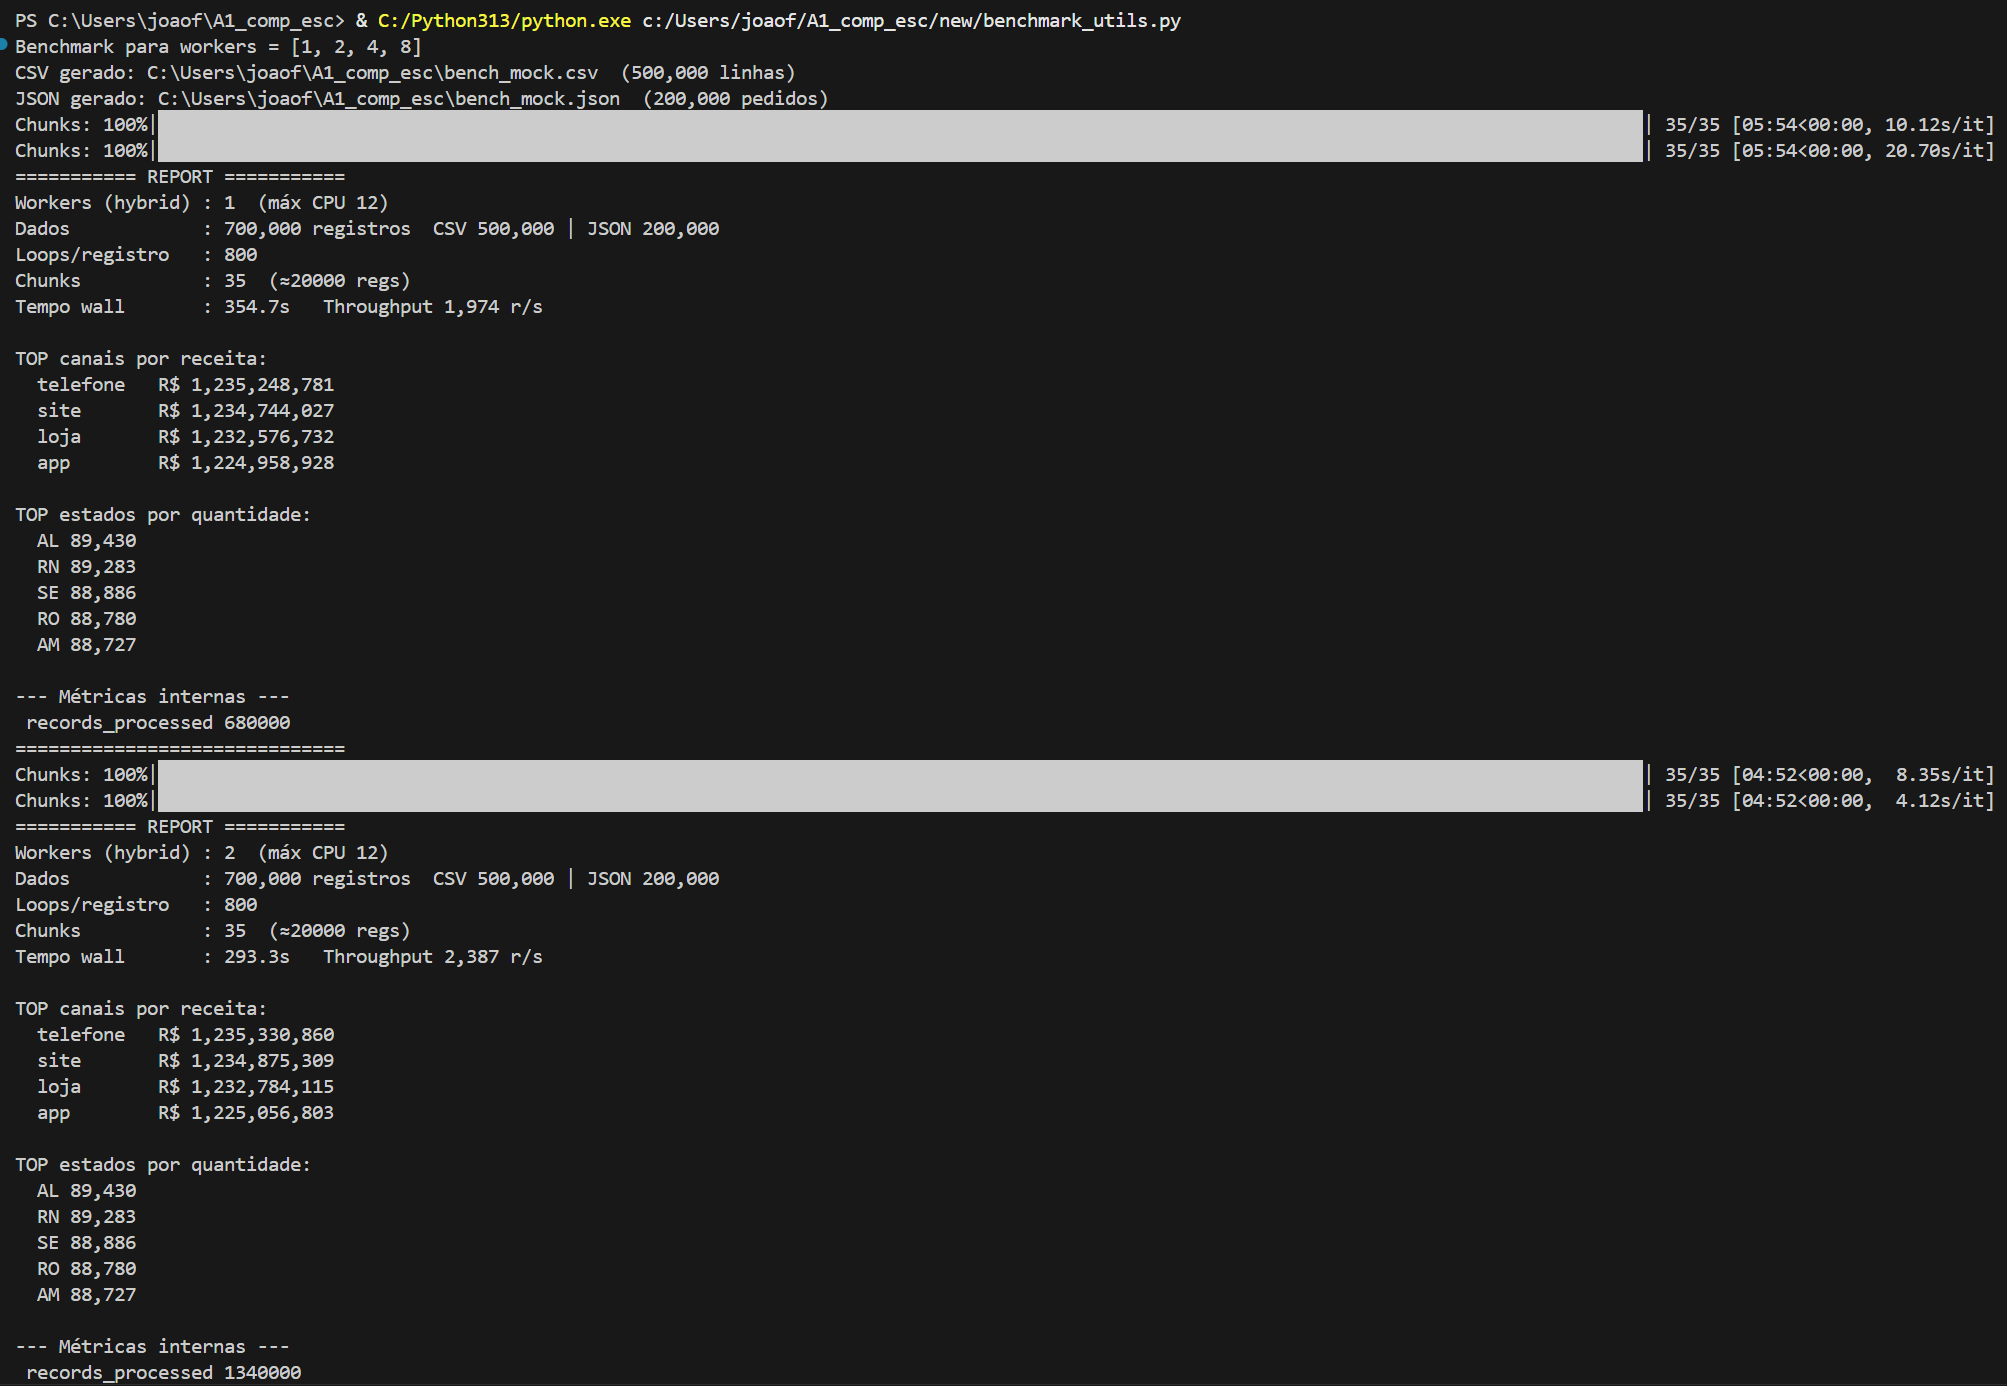 PS C:\Users\joaof\A1_comp_esc> & C:/Python313/python.exe c:/Users/joaof/A1_comp_esc/new/benchmark_utils.py
Benchmark para workers = [1, 2, 4, 8]
CSV gerado: C:\Users\joaof\A1_comp_esc\bench_mock.csv  (500,000 linhas)
JSON gerado: C:\Users\joaof\A1_comp_esc\bench_mock.json  (200,000 pedidos)
Chunks: 100%| | 35/35 [05:54<00:00, 10.12s/it]
Chunks: 100%| | 35/35 [05:54<00:00, 20.70s/it]
=========== REPORT ===========
Workers (hybrid) : 1  (máx CPU 12)
Dados            : 700,000 registros  CSV 500,000 | JSON 200,000
Loops/registro   : 800
Chunks           : 35  (≈20000 regs)
Tempo wall       : 354.7s   Throughput 1,974 r/s
TOP canais por receita:
  telefone   R$ 1,235,248,781
  site       R$ 1,234,744,027
  loja       R$ 1,232,576,732
  app        R$ 1,224,958,928
TOP estados por quantidade:
  AL 89,430
  RN 89,283
  SE 88,886
  RO 88,780
  AM 88,727
--- Métricas internas ---
 records_processed 680000
==============================
Chunks: 100%| | 35/35 [04:52<00:00,  8.35s/it]
Chunks: 100%| | 35/35 [04:52<00:00,  4.12s/it]
=========== REPORT ===========
Workers (hybrid) : 2  (máx CPU 12)
Dados            : 700,000 registros  CSV 500,000 | JSON 200,000
Loops/registro   : 800
Chunks           : 35  (≈20000 regs)
Tempo wall       : 293.3s   Throughput 2,387 r/s
TOP canais por receita:
  telefone   R$ 1,235,330,860
  site       R$ 1,234,875,309
  loja       R$ 1,232,784,115
  app        R$ 1,225,056,803
TOP estados por quantidade:
  AL 89,430
  RN 89,283
  SE 88,886
  RO 88,780
  AM 88,727
--- Métricas internas ---
 records_processed 1340000